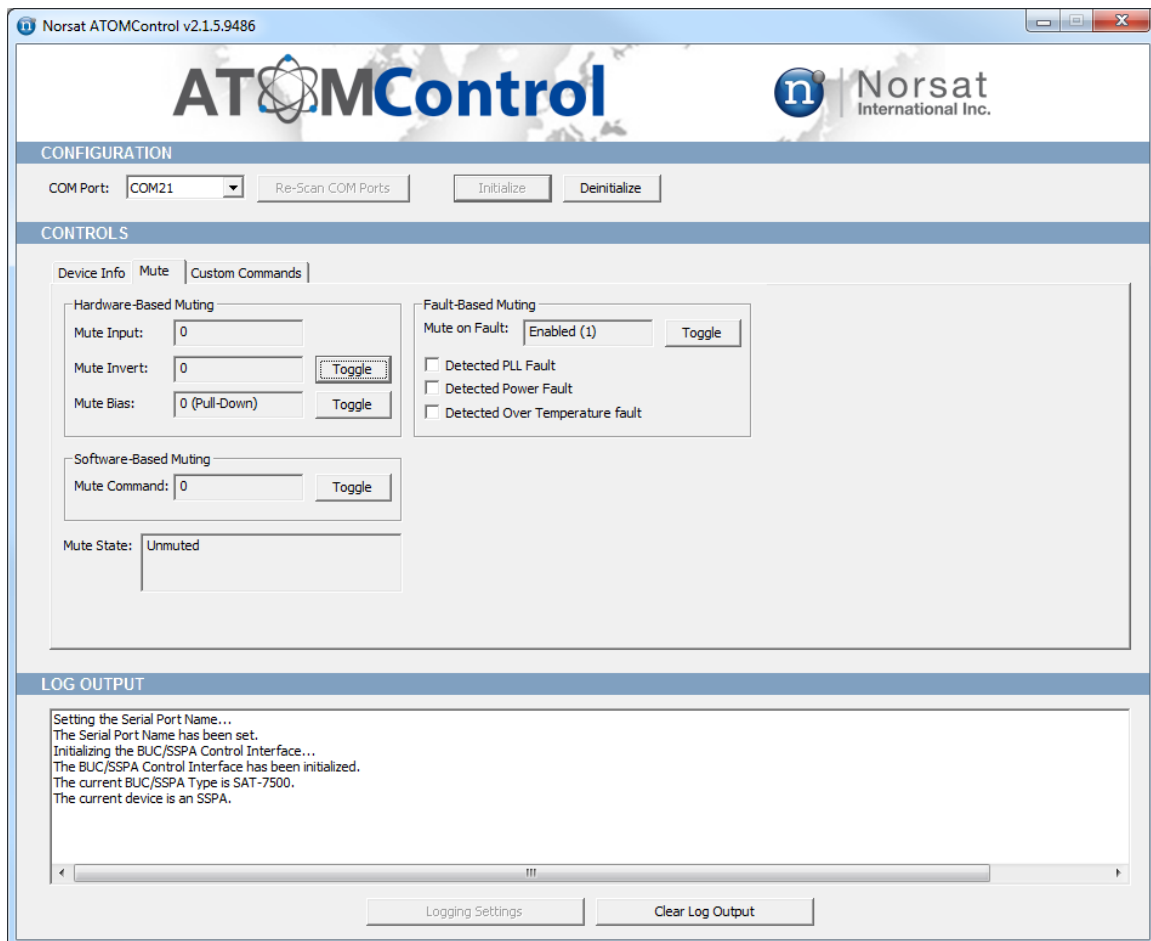 Norsat ATOMControl v2.1.5.9486
ATOMControl
Norsat
International Inc.
CONFIGURATION
COM Port: COM21 Re-Scan COM Ports Initialize Deinitialize
CONTROLS
Device Info Mute Custom Commands
Hardware-Based Muting
Mute Input: 0
Mute Invert: 0 Toggle
Mute Bias: 0 (Pull-Down) Toggle
Fault-Based Muting
Mute on Fault: Enabled (1) Toggle
Detected PLL Fault
Detected Power Fault
Detected Over Temperature fault
Software-Based Muting
Mute Command: 0 Toggle
Mute State: Unmuted
LOG OUTPUT
Setting the Serial Port Name...
The Serial Port Name has been set.
Initializing the BUC/SSPA Control Interface...
The BUC/SSPA Control Interface has been initialized.
The current BUC/SSPA Type is SAT-7500.
The current device is an SSPA.
Logging Settings Clear Log Output